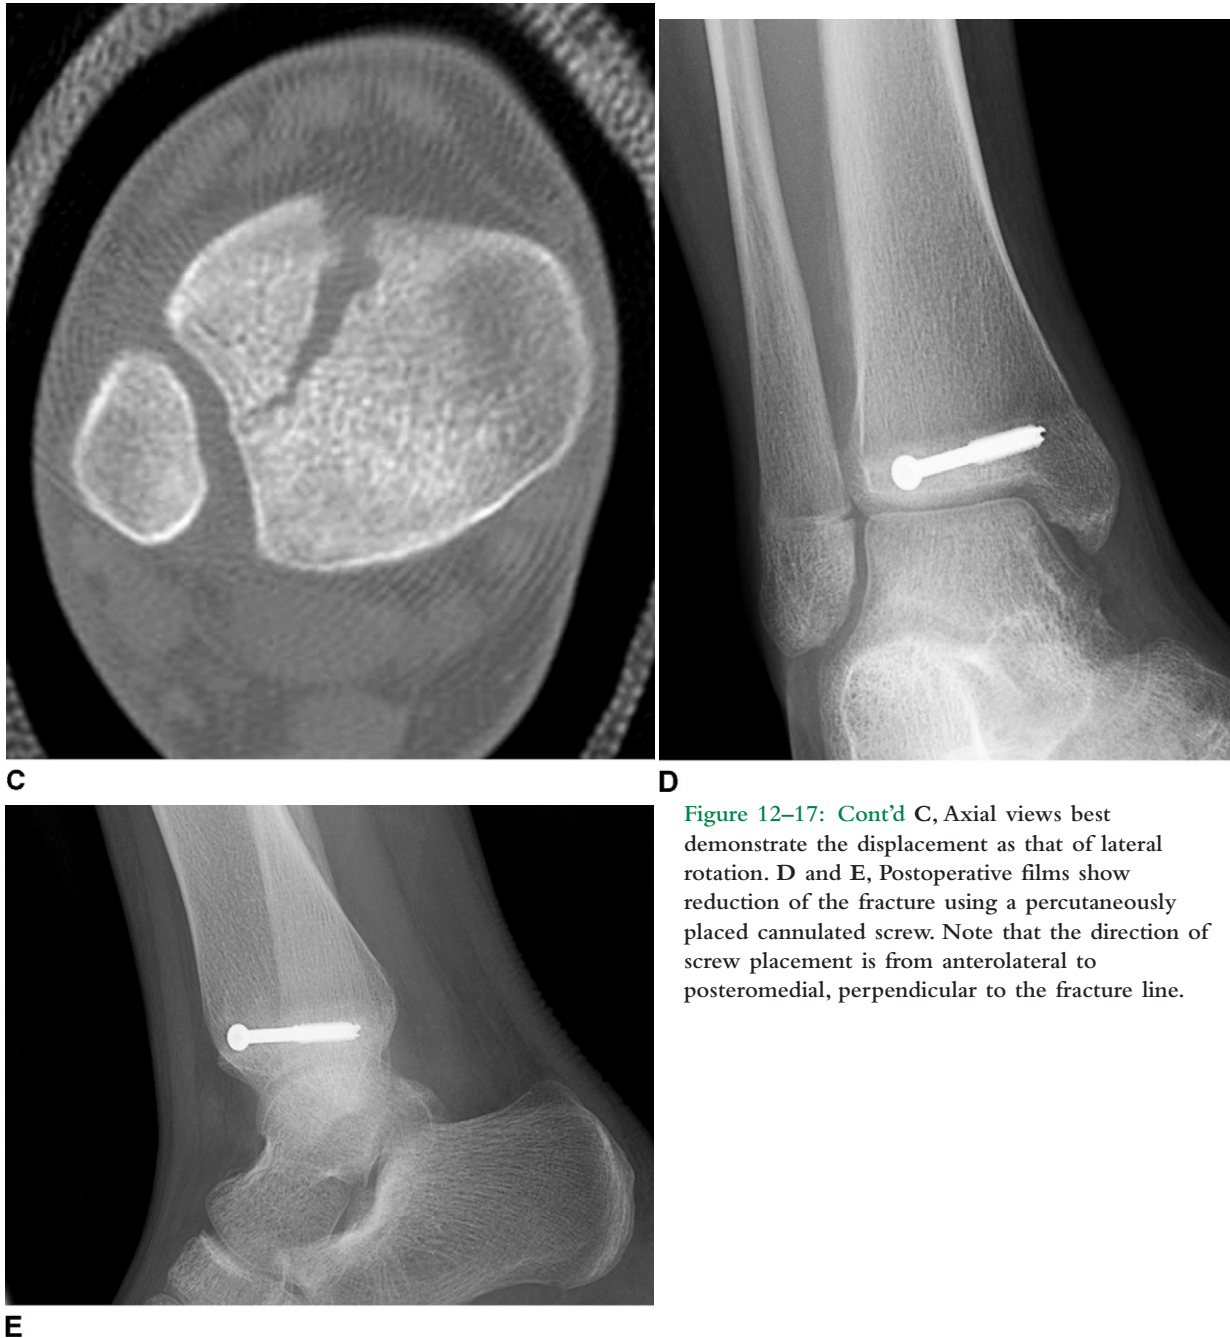 C
D
E
Figure 12–17: Cont’d C, Axial views best
demonstrate the displacement as that of lateral
rotation. D and E, Postoperative films show
reduction of the fracture using a percutaneously
placed cannulated screw. Note that the direction of
screw placement is from anterolateral to
posteromedial, perpendicular to the fracture line.